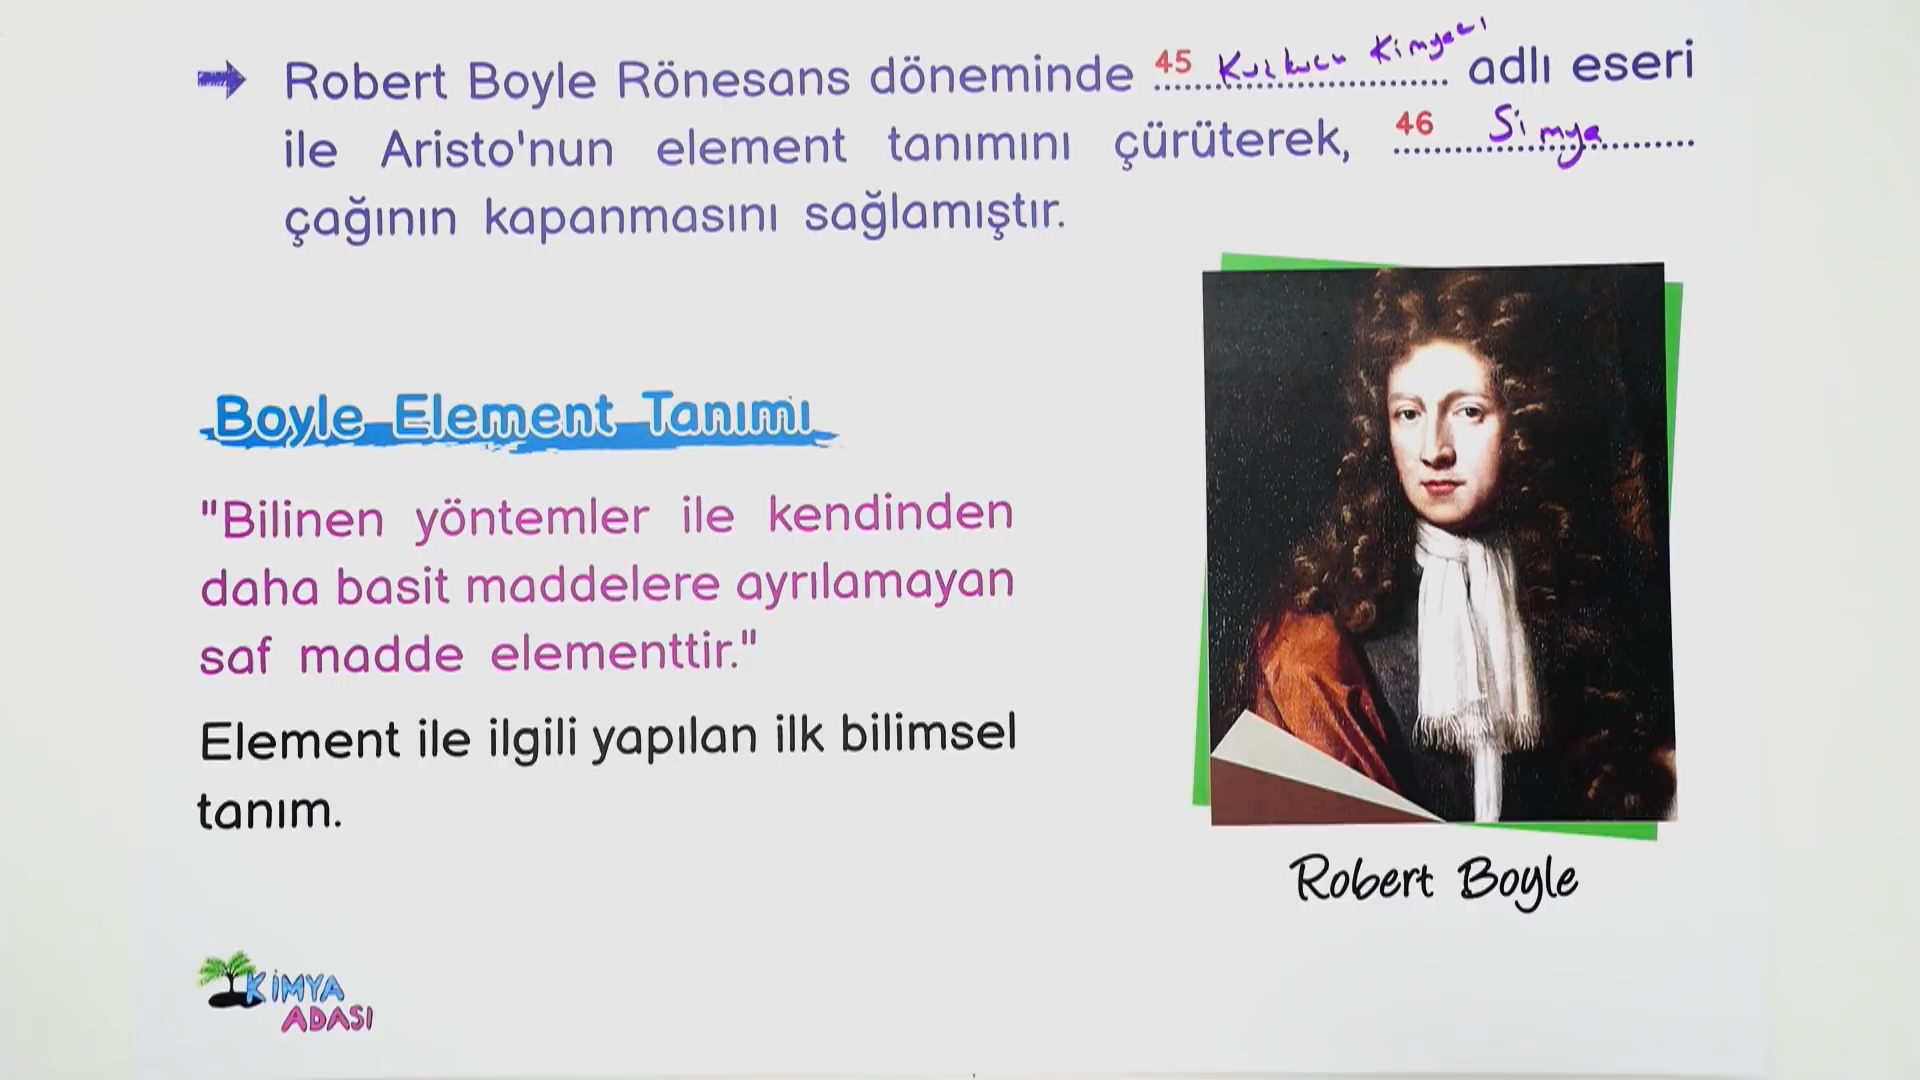 Robert Boyle Rönesans döneminde 45 Kuşkucu Kimyacı adlı eseri
ile Aristo'nun element tanımını çürüterek, 46 Simya
çağının kapanmasını sağlamıştır.
Boyle Element Tanımı
"Bilinen yöntemler ile kendinden
daha basit maddelere ayrılamayan
saf madde elementtir."
Element ile ilgili yapılan ilk bilimsel
tanım.
Robert Boyle
KİMYA
ADASI